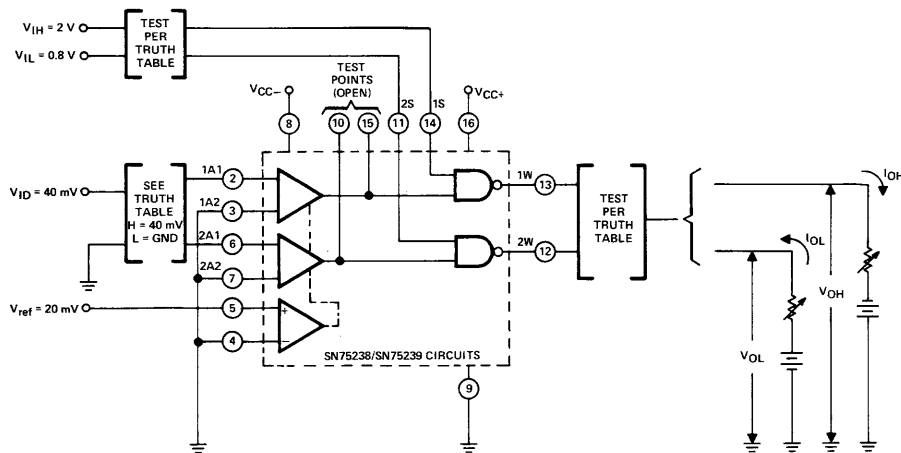 V_IH = 2 V
V_IL = 0.8 V
TEST
PER
TRUTH
TABLE
TEST
POINTS
(OPEN)
V_CC−
8
10
15
2S
11
1S
14
V_CC+
16
V_ID = 40 mV
SEE
TRUTH
TABLE
H = 40 mV
L = GND
1A1
2
1A2
3
2A1
6
2A2
7
V_ref = 20 mV
5
+
4
−
1W
13
2W
12
SN75238/SN75239 CIRCUITS
9
TEST
PER
TRUTH
TABLE
I_OH
I_OL
V_OH
V_OL